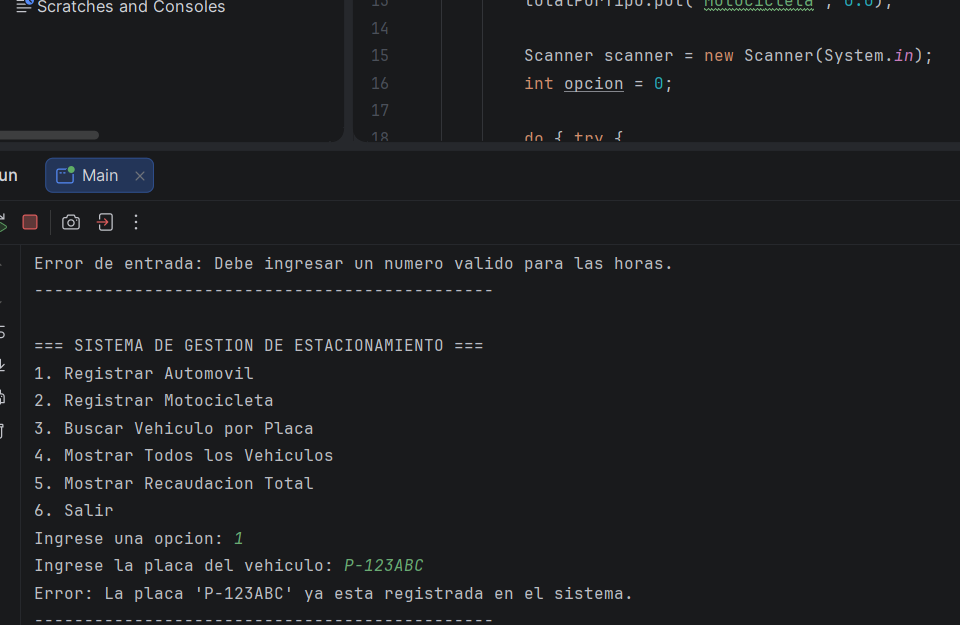 Scratches and Consoles
13 totalPorTipo.put( "Motocicleta", 0.0);
14
15 Scanner scanner = new Scanner(System.in);
16 int opcion = 0;
17
18 do { try {
un Main
Error de entrada: Debe ingresar un numero valido para las horas.
----------------------------------------------
=== SISTEMA DE GESTION DE ESTACIONAMIENTO ===
1. Registrar Automovil
2. Registrar Motocicleta
3. Buscar Vehiculo por Placa
4. Mostrar Todos los Vehiculos
5. Mostrar Recaudacion Total
6. Salir
Ingrese una opcion: 1
Ingrese la placa del vehiculo: P-123ABC
Error: La placa 'P-123ABC' ya esta registrada en el sistema.
----------------------------------------------